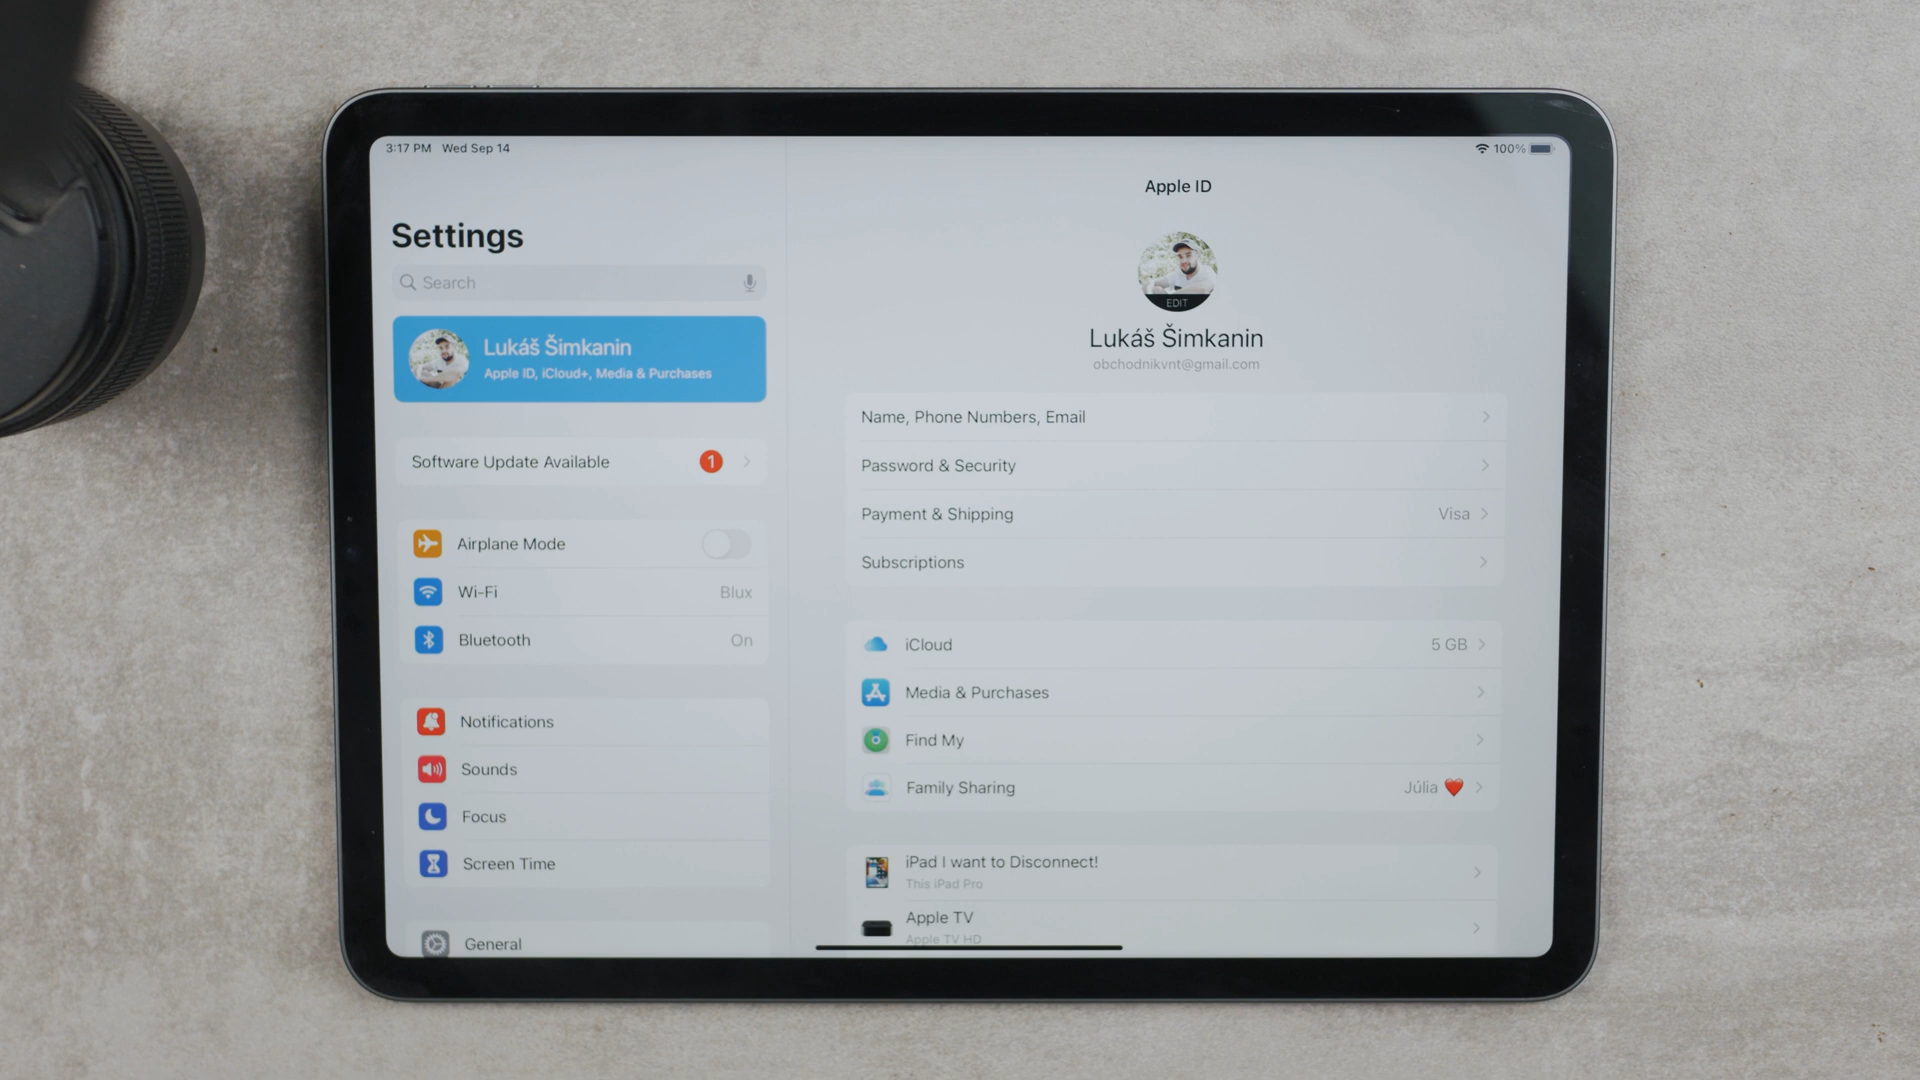 3:17 PM Wed Sep 14
100%
Settings
Search
Lukáš Šimkanin
Apple ID, iCloud+, Media & Purchases
Software Update Available 1
Airplane Mode
Wi-Fi Blux
Bluetooth On
Notifications
Sounds
Focus
Screen Time
General
Apple ID
EDIT
Lukáš Šimkanin
obchodnikvnt@gmail.com
Name, Phone Numbers, Email
Password & Security
Payment & Shipping Visa
Subscriptions
iCloud 5 GB
Media & Purchases
Find My
Family Sharing Júlia ❤️
iPad I want to Disconnect!
This iPad Pro
Apple TV
Apple TV HD